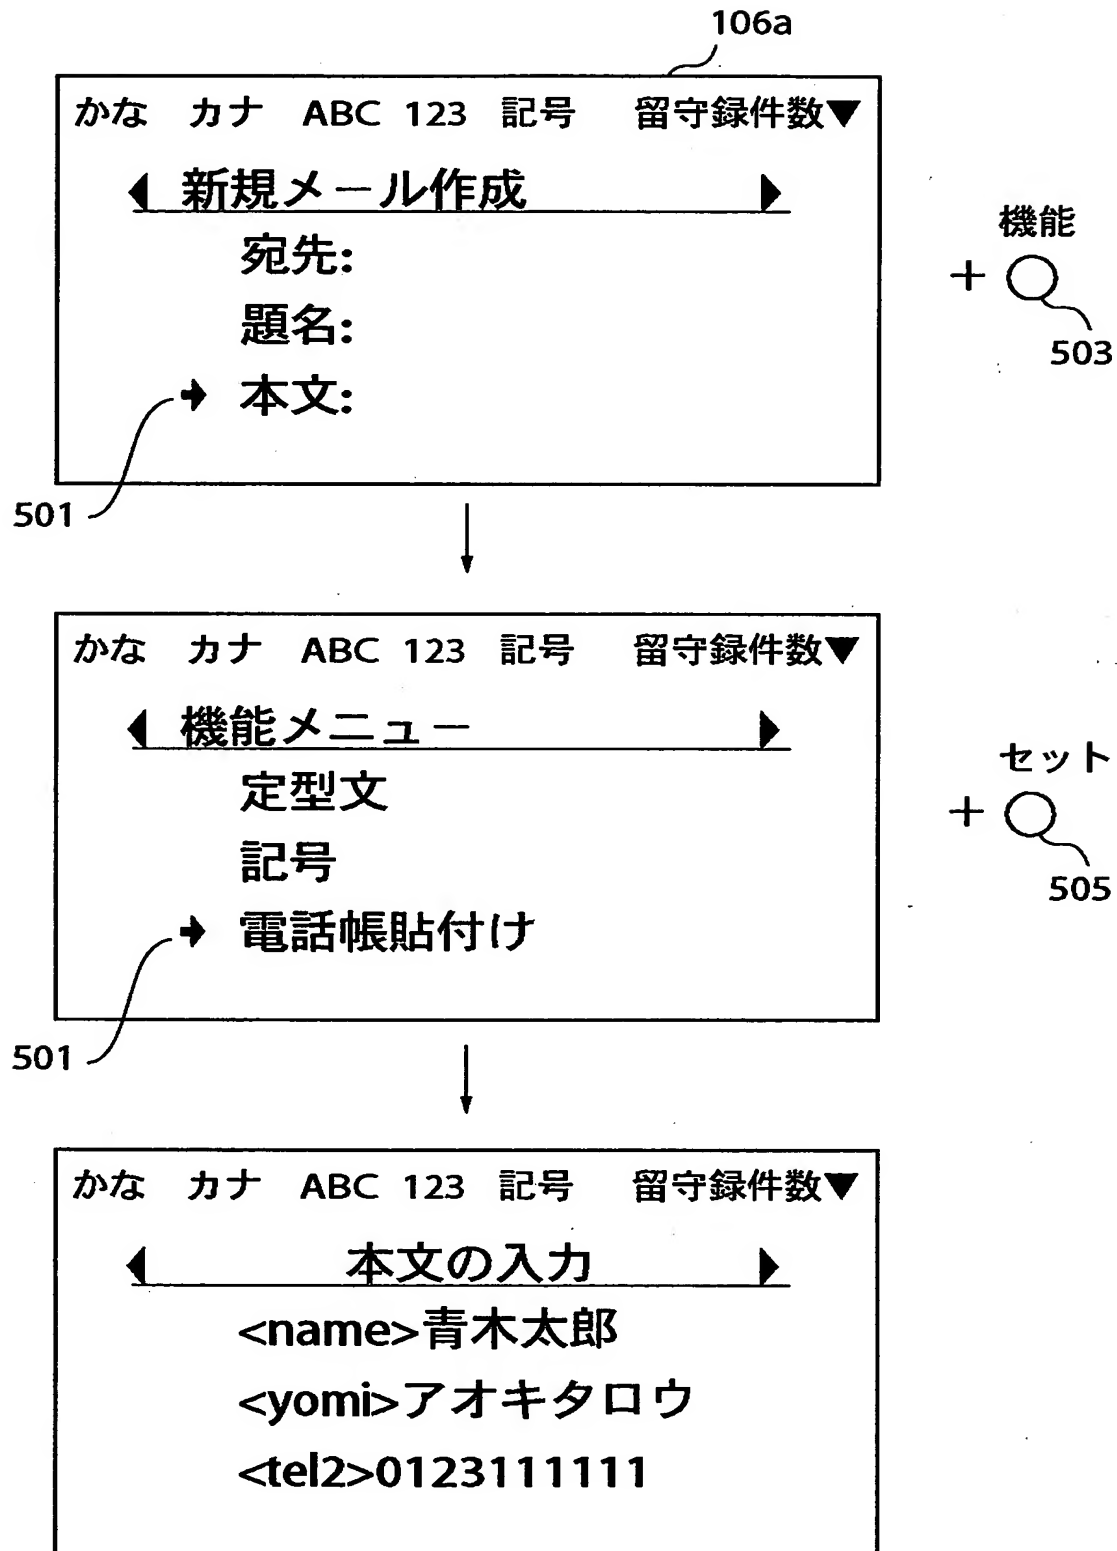 106a
かな カナ ABC 123 記号 留守録件数▼
◀ 新規メール作成 ▶
宛先:
題名:
➔ 本文:
機能
+ ○
503
501
かな カナ ABC 123 記号 留守録件数▼
◀ 機能メニュー ▶
定型文
記号
➔ 電話帳貼付け
セット
+ ○
505
501
かな カナ ABC 123 記号 留守録件数▼
◀ 本文の入力 ▶
<name>青木太郎
<yomi>アオキタロウ
<tel2>0123111111